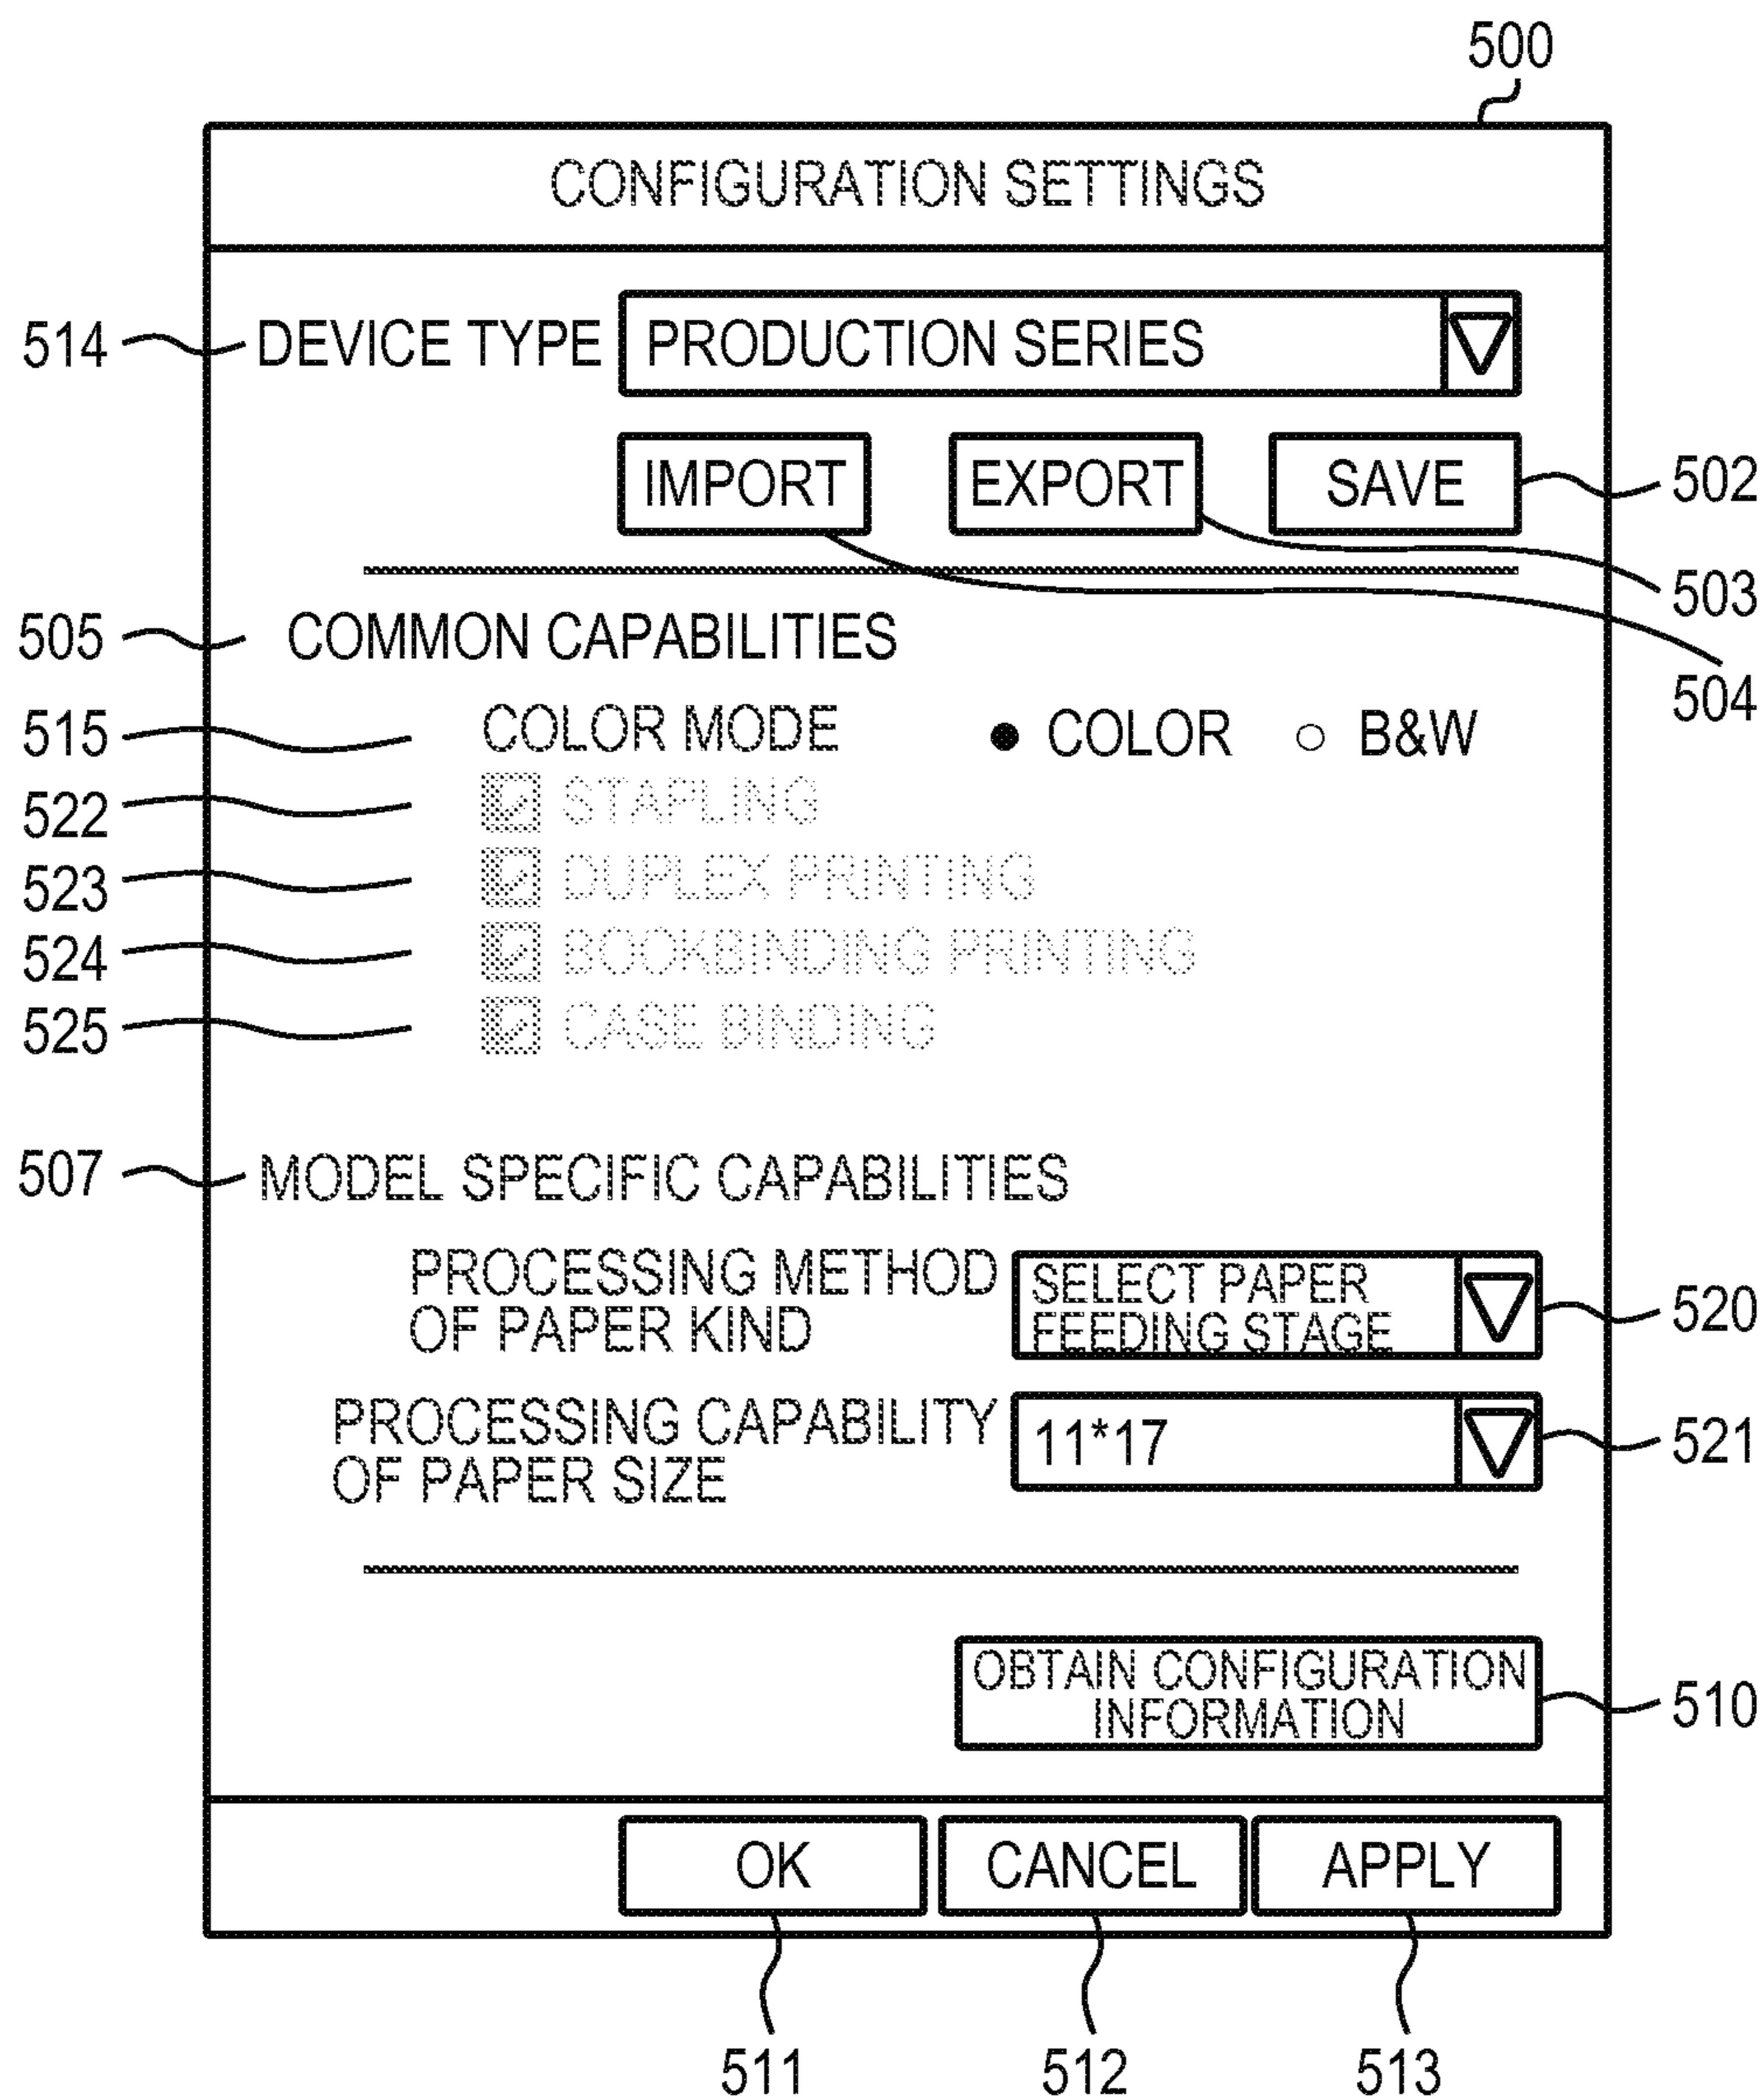 500
CONFIGURATION SETTINGS
514 DEVICE TYPE PRODUCTION SERIES
IMPORT EXPORT SAVE 502
503
504
505 COMMON CAPABILITIES
515 COLOR MODE COLOR B&W
522 STAPLING
523 DUPLEX PRINTING
524 BOOKBINDING PRINTING
525 CASE BINDING
507 MODEL SPECIFIC CAPABILITIES
PROCESSING METHOD
OF PAPER KIND
SELECT PAPER
FEEDING STAGE
520
PROCESSING CAPABILITY
OF PAPER SIZE
11*17
521
OBTAIN CONFIGURATION
INFORMATION
510
OK CANCEL APPLY
511 512 513